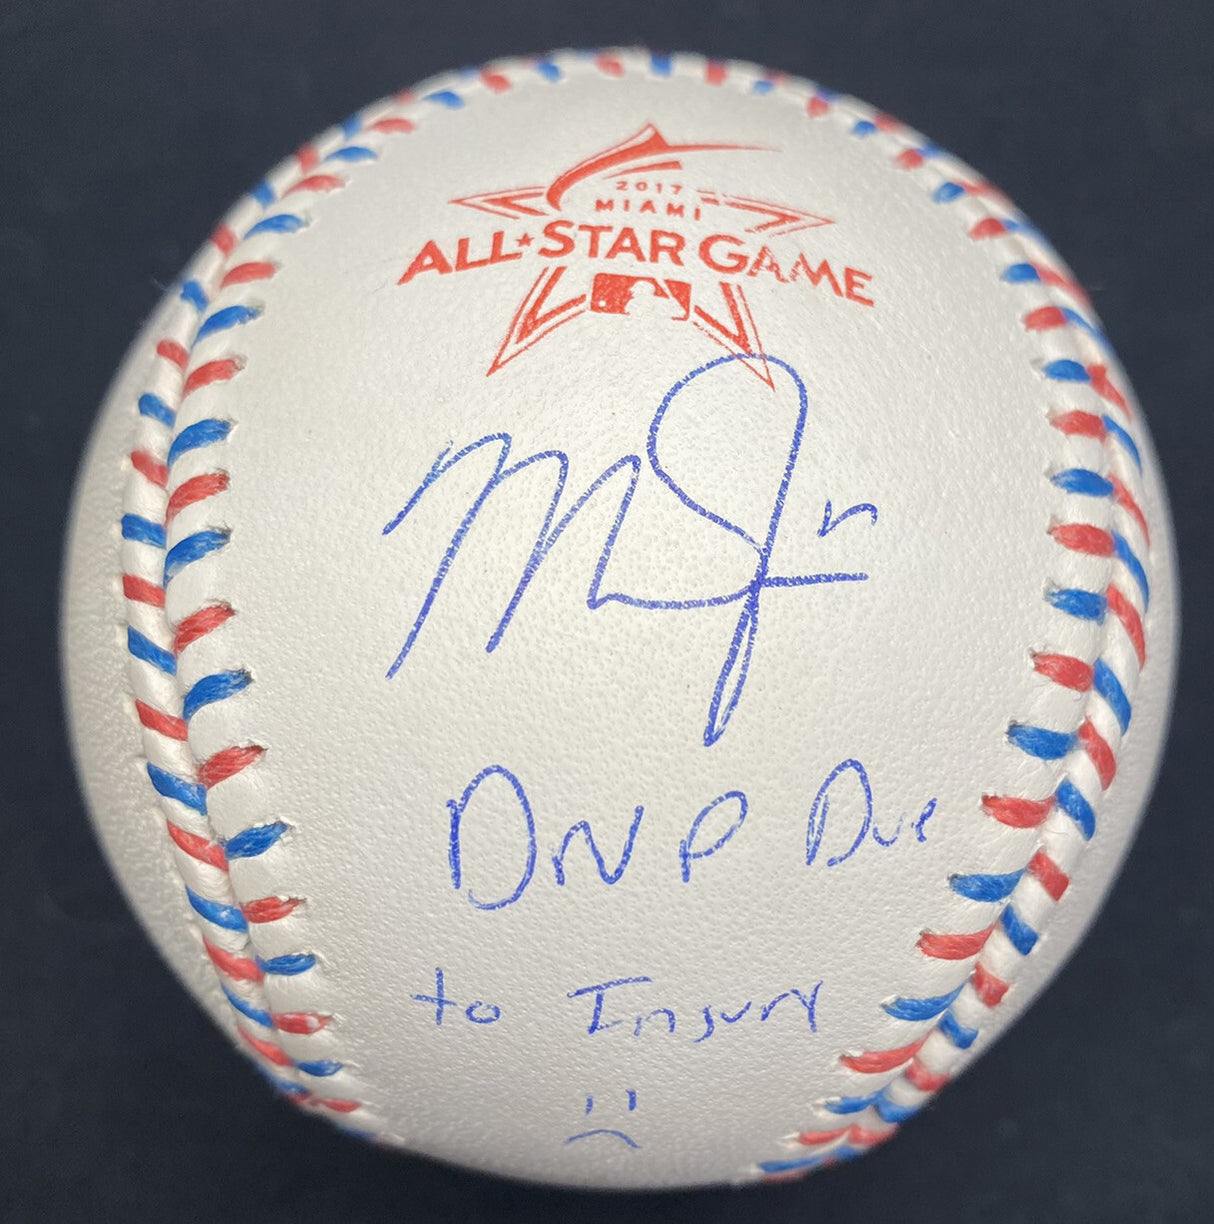 2017
MIAMI
ALL★STAR GAME
DNP Due
to Injury